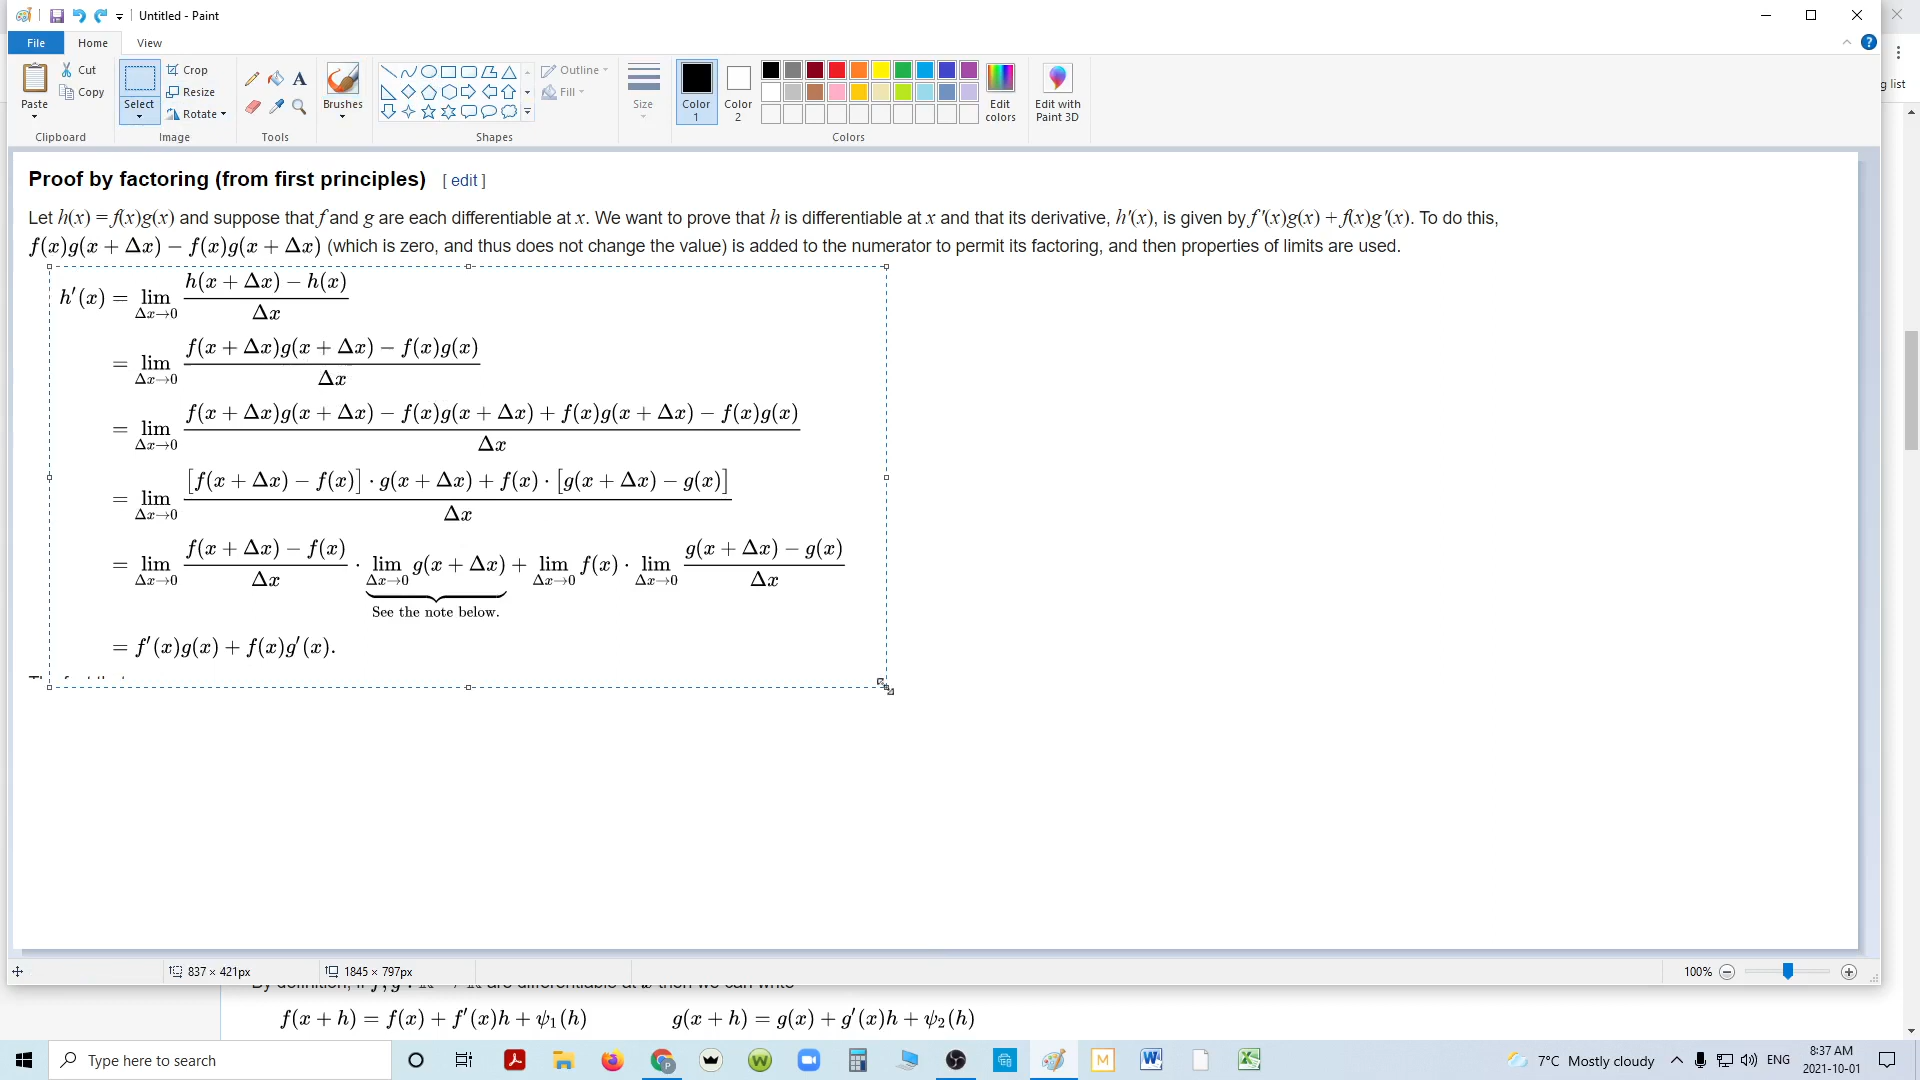 Untitled - Paint
File Home View
Paste Cut Copy Clipboard
Select Crop Resize Rotate Image
Tools
Brushes
Shapes Outline Fill
Size
Color 1 Color 2 Edit colors Edit with Paint 3D Colors
g list
Proof by factoring (from first principles) [ edit ]
Let h(x) = f(x)g(x) and suppose that f and g are each differentiable at x. We want to prove that h is differentiable at x and that its derivative, h′(x), is given by f′(x)g(x) + f(x)g′(x). To do this,
f(x)g(x + Δx) − f(x)g(x + Δx) (which is zero, and thus does not change the value) is added to the numerator to permit its factoring, and then properties of limits are used.
h′(x) = lim Δx→0 h(x + Δx) − h(x) / Δx
= lim Δx→0 f(x + Δx)g(x + Δx) − f(x)g(x) / Δx
= lim Δx→0 f(x + Δx)g(x + Δx) − f(x)g(x + Δx) + f(x)g(x + Δx) − f(x)g(x) / Δx
= lim Δx→0 [f(x + Δx) − f(x)] · g(x + Δx) + f(x) · [g(x + Δx) − g(x)] / Δx
= lim Δx→0 f(x + Δx) − f(x) / Δx · lim Δx→0 g(x + Δx) + lim Δx→0 f(x) · lim Δx→0 g(x + Δx) − g(x) / Δx
See the note below.
= f′(x)g(x) + f(x)g′(x).
837 × 421px 1845 × 797px 100%
f(x + h) = f(x) + f′(x)h + ψ₁(h) g(x + h) = g(x) + g′(x)h + ψ₂(h)
Type here to search 7°C Mostly cloudy ENG 8:37 AM
2021-10-01